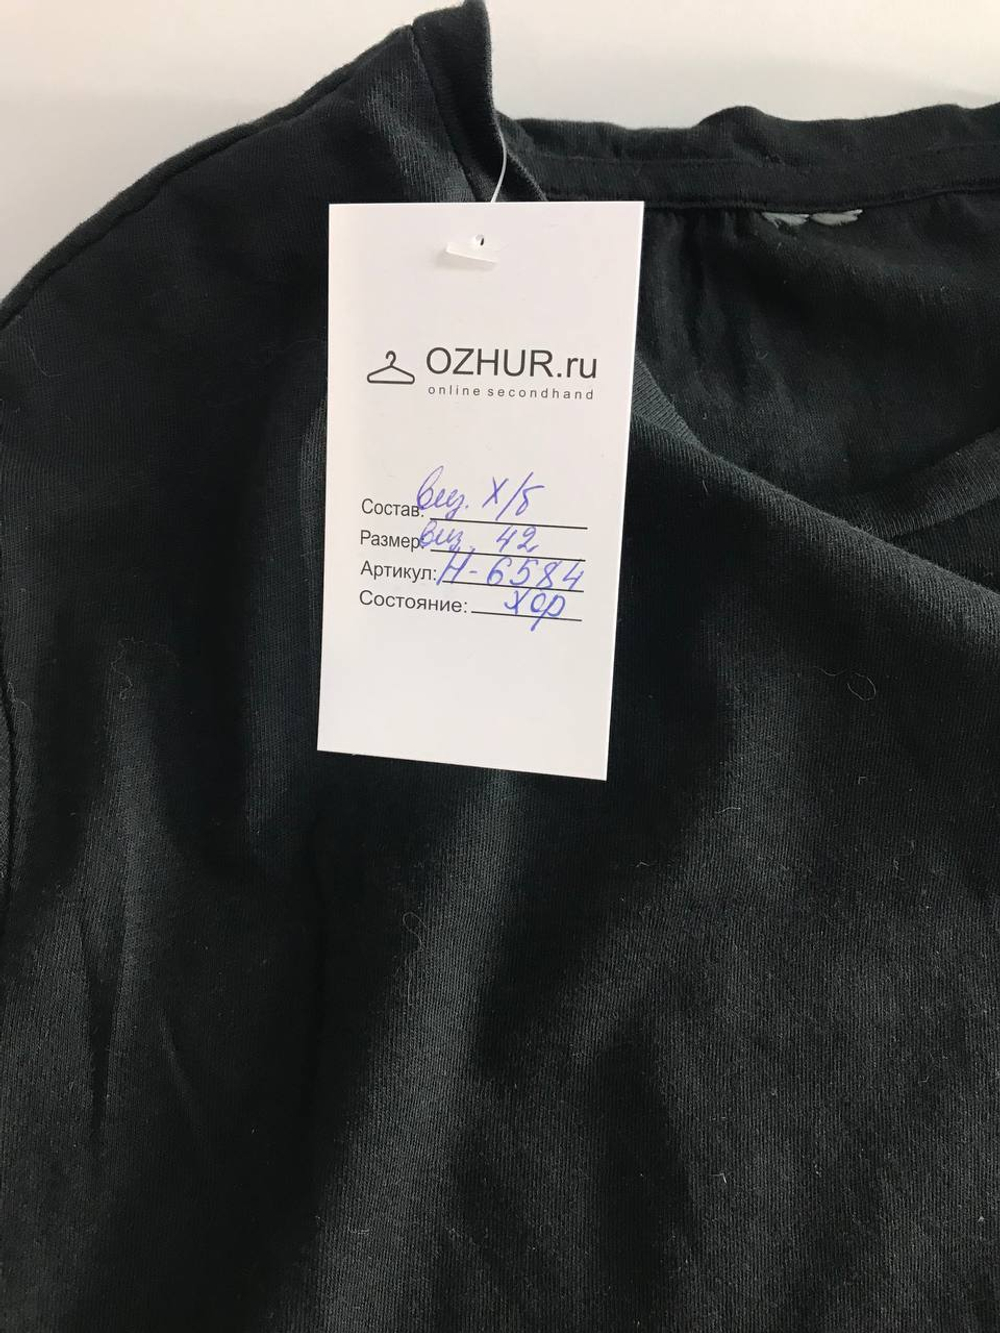 OZHUR.ru
online secondhand
Состав: виз. х/б
Размер: виз. 42
Артикул: Н-6584
Состояние: хор